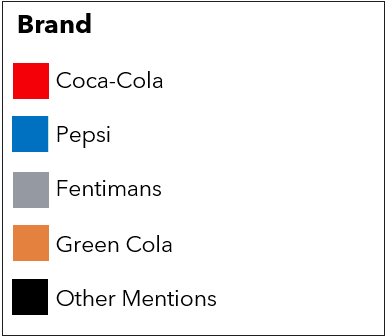 Brand
Coca-Cola
Pepsi
Fentimans
Green Cola
Other Mentions